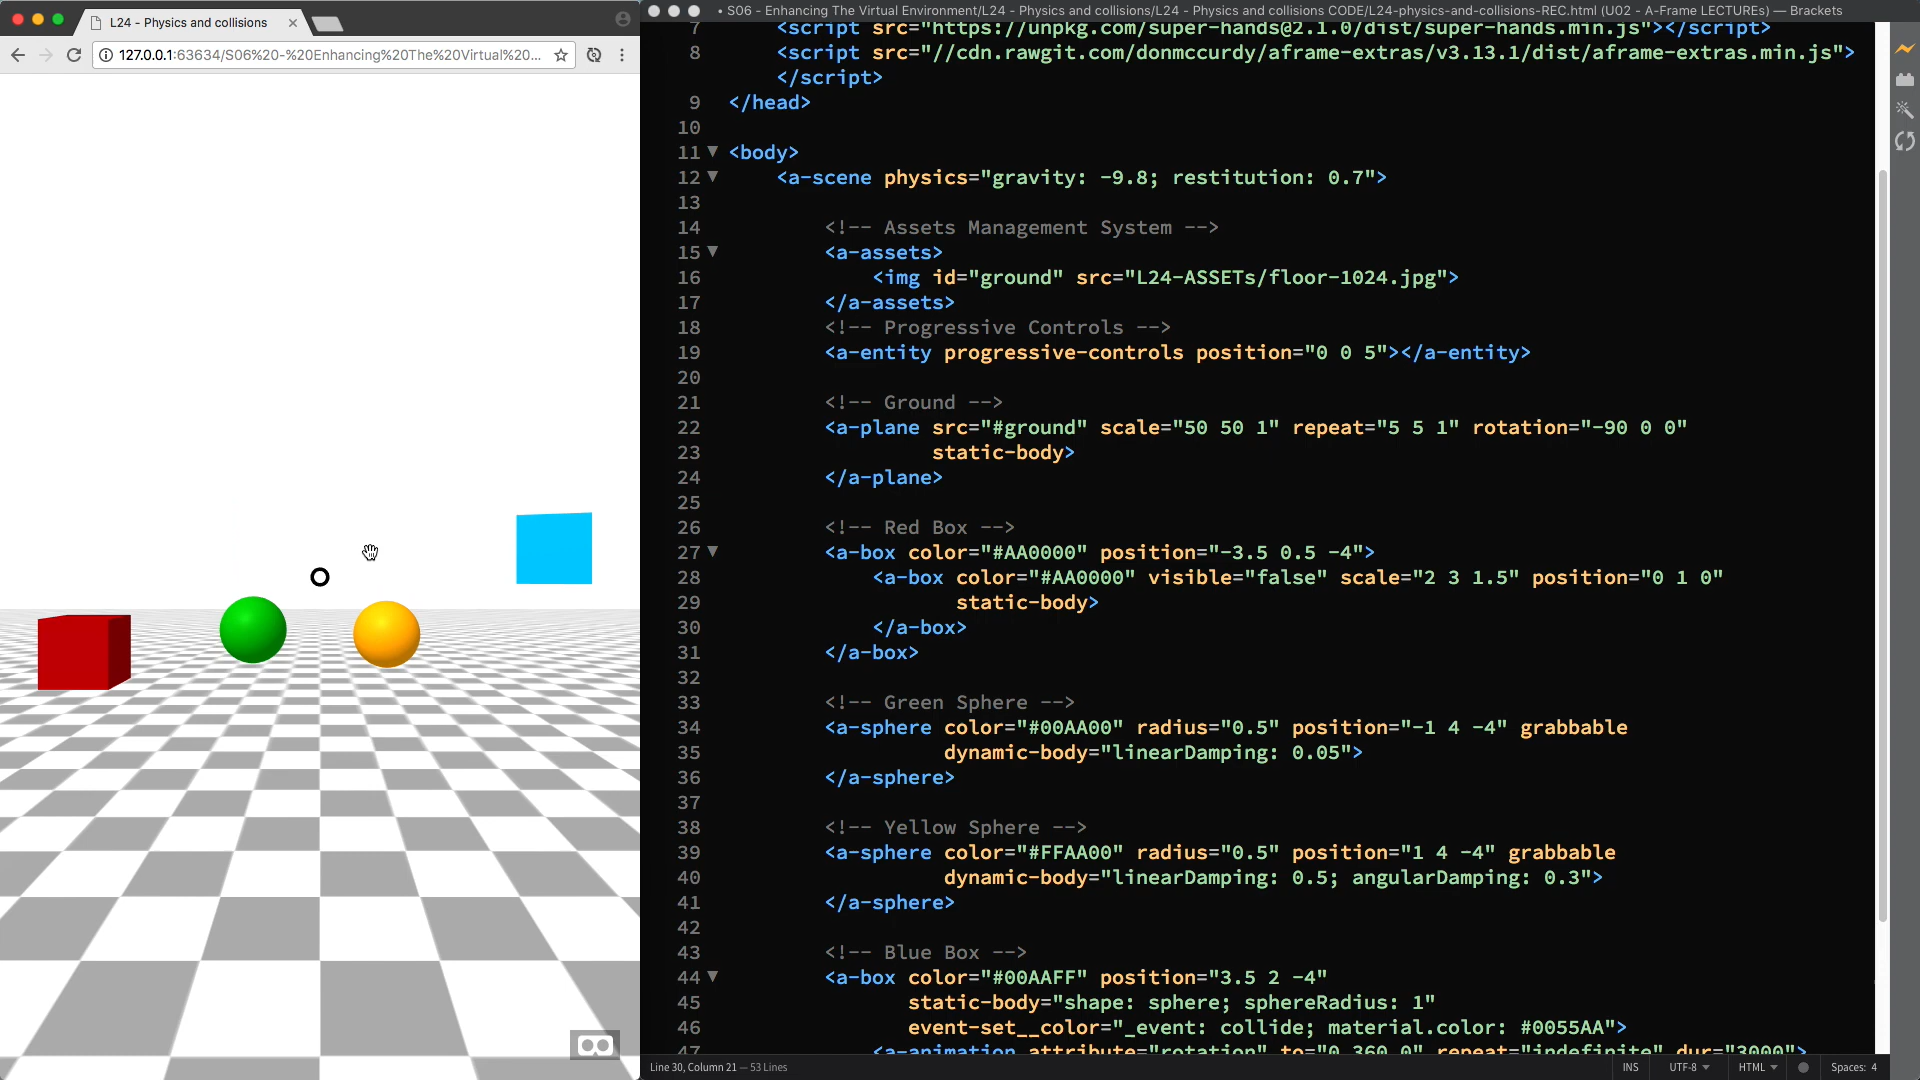 L24 - Physics and collisions
127.0.0.1:63634/S06%20-%20Enhancing%20The%20Virtual%20...
• S06 - Enhancing The Virtual Environment/L24 - Physics and collisions/L24 - Physics and collisions CODE/L24-physics-and-collisions-REC.html (U02 - A-Frame LECTUREs) — Brackets
7 <script src="https://unpkg.com/super-hands@2.1.0/dist/super-hands.min.js"></script>
8 <script src="//cdn.rawgit.com/donmccurdy/aframe-extras/v3.13.1/dist/aframe-extras.min.js">
</script>
9 </head>
10
11 <body>
12 <a-scene physics="gravity: -9.8; restitution: 0.7">
13
14 <!-- Assets Management System -->
15 <a-assets>
16 <img id="ground" src="L24-ASSETs/floor-1024.jpg">
17 </a-assets>
18 <!-- Progressive Controls -->
19 <a-entity progressive-controls position="0 0 5"></a-entity>
20
21 <!-- Ground -->
22 <a-plane src="#ground" scale="50 50 1" repeat="5 5 1" rotation="-90 0 0"
23 static-body>
24 </a-plane>
25
26 <!-- Red Box -->
27 <a-box color="#AA0000" position="-3.5 0.5 -4">
28 <a-box color="#AA0000" visible="false" scale="2 3 1.5" position="0 1 0"
29 static-body>
30 </a-box>
31 </a-box>
32
33 <!-- Green Sphere -->
34 <a-sphere color="#00AA00" radius="0.5" position="-1 4 -4" grabbable
35 dynamic-body="linearDamping: 0.05">
36 </a-sphere>
37
38 <!-- Yellow Sphere -->
39 <a-sphere color="#FFAA00" radius="0.5" position="1 4 -4" grabbable
40 dynamic-body="linearDamping: 0.5; angularDamping: 0.3">
41 </a-sphere>
42
43 <!-- Blue Box -->
44 <a-box color="#00AAFF" position="3.5 2 -4"
45 static-body="shape: sphere; sphereRadius: 1"
46 event-set__color="_event: collide; material.color: #0055AA">
47 <a-animation attribute="rotation" to="0 360 0" repeat="indefinite" dur="3000">
Line 30, Column 21 — 53 Lines
INS UTF-8 HTML Spaces: 4